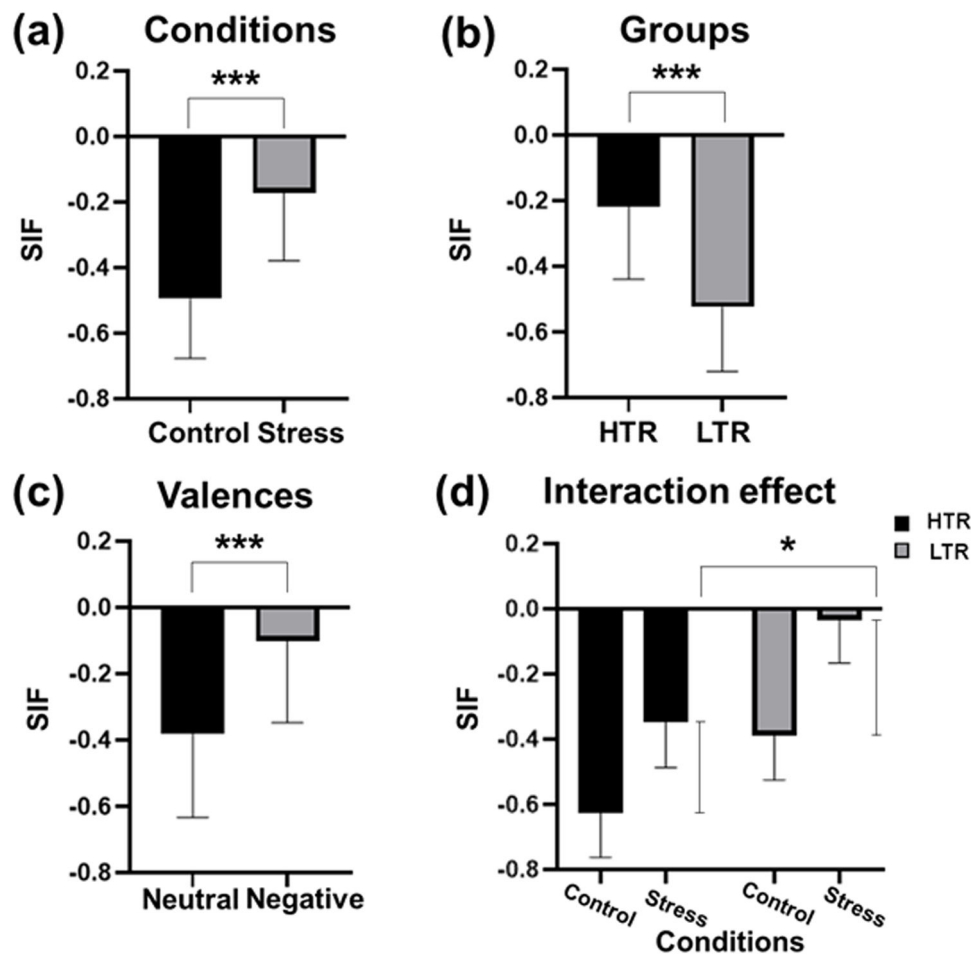 (a) Conditions
***
0.2
0.0
-0.2
-0.4
-0.6
-0.8
SIF
Control Stress
(b) Groups
***
0.2
0.0
-0.2
-0.4
-0.6
-0.8
SIF
HTR LTR
(c) Valences
***
0.2
0.0
-0.2
-0.4
-0.6
-0.8
SIF
Neutral Negative
(d) Interaction effect
HTR
LTR
*
0.2
0.0
-0.2
-0.4
-0.6
-0.8
SIF
Control Stress Control Stress
Conditions